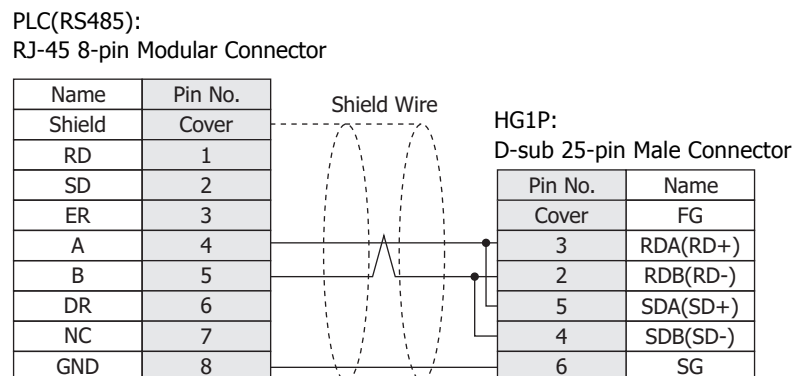 PLC(RS485):
RJ-45 8-pin Modular Connector
Name Pin No.
Shield Cover
RD 1
SD 2
ER 3
A 4
B 5
DR 6
NC 7
GND 8
Shield Wire
HG1P:
D-sub 25-pin Male Connector
Pin No. Name
Cover FG
3 RDA(RD+)
2 RDB(RD-)
5 SDA(SD+)
4 SDB(SD-)
6 SG